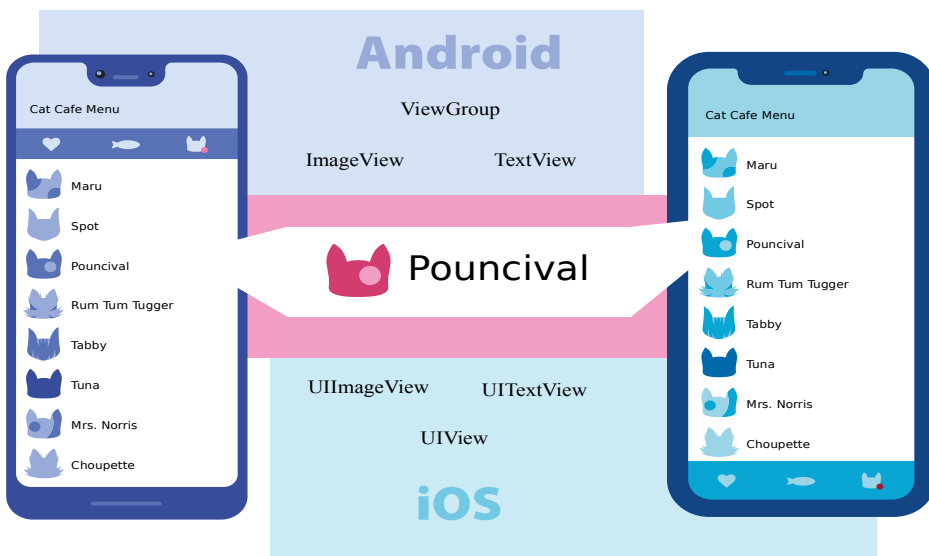 Android
ViewGroup
ImageView
TextView
Cat Cafe Menu
Maru
Spot
Pouncival
Rum Tum Tugger
Tabby
Tuna
Mrs. Norris
Choupette
Pouncival
Cat Cafe Menu
Maru
Spot
Pouncival
Rum Tum Tugger
Tabby
Tuna
Mrs. Norris
Choupette
UIImageView
UITextView
UIView
iOS